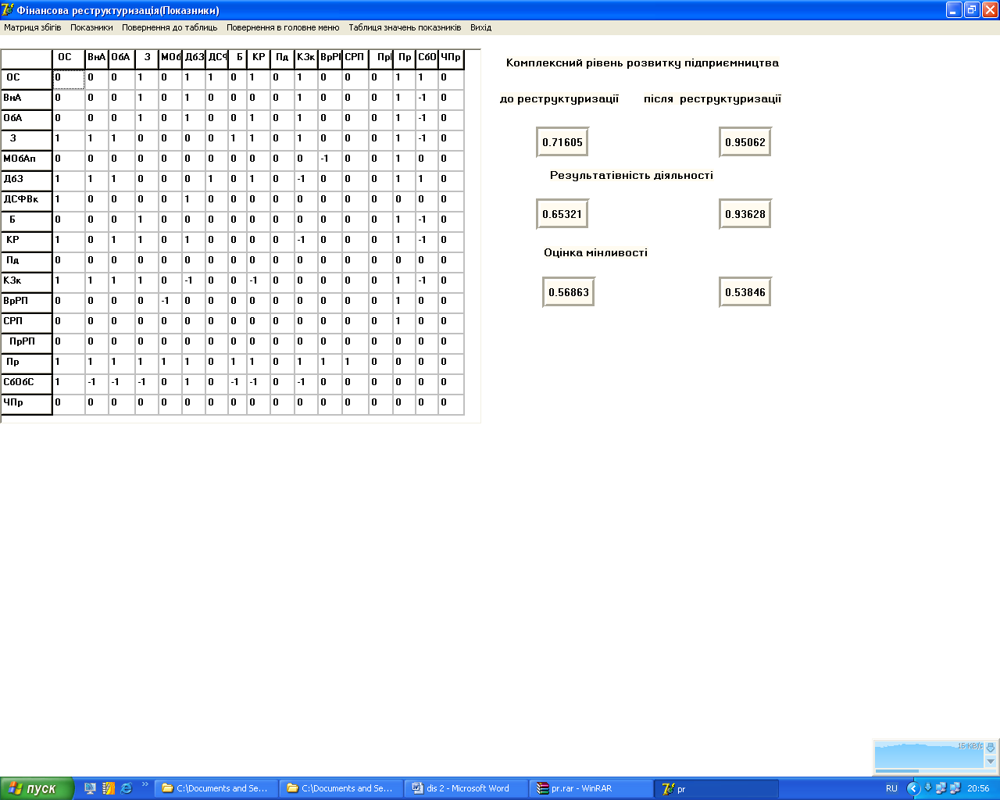 Фінансова реструктуризація(Показники)
Матриця збігів Показники Повернення до таблиць Повернення в головне меню Таблиця значень показників Вихід
ОС ВнА ОбА З МОб ДбЗ ДСФ Б КР Пд КЗк ВрРІ СРП ПрІ Пр СбО ЧПр
ОС 0 0 0 1 0 1 1 0 1 0 1 0 0 0 1 1 0
ВнА 0 0 0 1 0 1 0 0 0 0 1 0 0 0 1 -1 0
ОбА 0 0 0 1 0 1 0 0 1 0 1 0 0 0 1 -1 0
З 1 1 1 0 0 0 0 1 1 0 1 0 0 0 1 -1 0
МОбАп 0 0 0 0 0 0 0 0 0 0 0 -1 0 0 1 0 0
ДбЗ 1 1 1 0 0 0 1 0 1 0 -1 0 0 0 1 1 0
ДСФВк 1 0 0 0 0 1 0 0 0 0 0 0 0 0 0 0 0
Б 0 0 0 1 0 0 0 0 0 0 0 0 0 0 1 -1 0
КР 1 0 1 1 0 1 0 0 0 0 -1 0 0 0 1 -1 0
Пд 0 0 0 0 0 0 0 0 0 0 0 0 0 0 0 0 0
КЗк 1 1 1 1 0 -1 0 0 -1 0 0 0 0 0 1 -1 0
ВрРП 0 0 0 0 -1 0 0 0 0 0 0 0 0 0 1 0 0
СРП 0 0 0 0 0 0 0 0 0 0 0 0 0 0 1 0 0
ПрРП 0 0 0 0 0 0 0 0 0 0 0 0 0 0 0 0 0
Пр 1 1 1 1 1 1 0 1 1 0 1 1 1 0 0 0 0
СбОбС 1 -1 -1 -1 0 1 0 -1 -1 0 -1 0 0 0 0 0 0
ЧПр 0 0 0 0 0 0 0 0 0 0 0 0 0 0 0 0 0
Комплексний рівень розвитку підприємництва
до реструктуризації після реструктуризації
0.71605 0.95062
Результатівність діяльності
0.65321 0.93628
Оцінка мінливості
0.56863 0.53846
15 KB/s
пуск C:\Documents and Se... C:\Documents and Se... dis 2 - Microsoft Word pr.rar - WinRAR pr RU 20:56